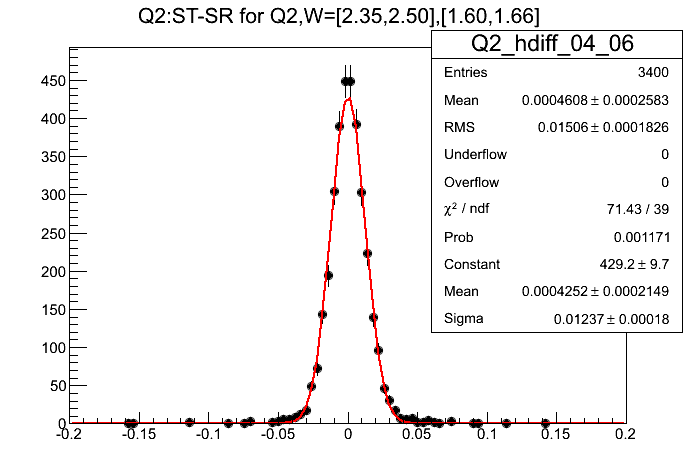 Q2:ST-SR for Q2,W=[2.35,2.50],[1.60,1.66]
Q2_hdiff_04_06
Entries 3400
Mean 0.0004608 ± 0.0002583
RMS 0.01506 ± 0.0001826
Underflow 0
Overflow 0
χ² / ndf 71.43 / 39
Prob 0.001171
Constant 429.2 ± 9.7
Mean 0.0004252 ± 0.0002149
Sigma 0.01237 ± 0.00018
450
400
350
300
250
200
150
100
50
0
-0.2 -0.15 -0.1 -0.05 0 0.05 0.1 0.15 0.2